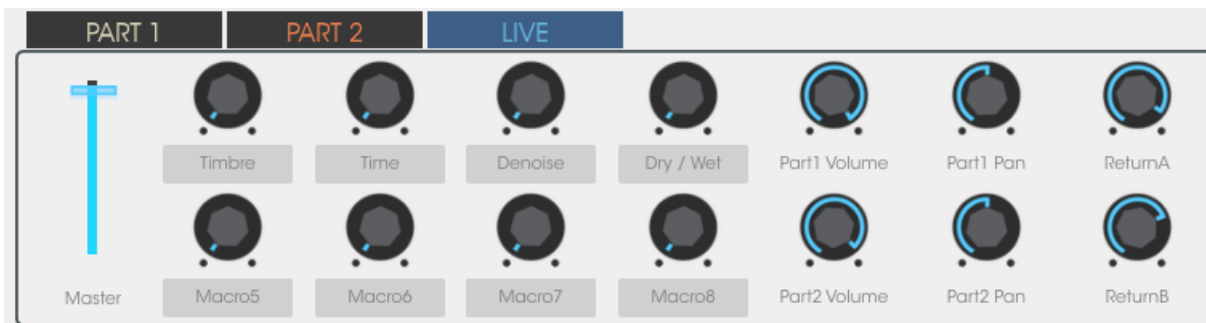 PART 1
PART 2
LIVE
Timbre
Time
Denoise
Dry / Wet
Part1 Volume
Part1 Pan
ReturnA
Master
Macro5
Macro6
Macro7
Macro8
Part2 Volume
Part2 Pan
ReturnB